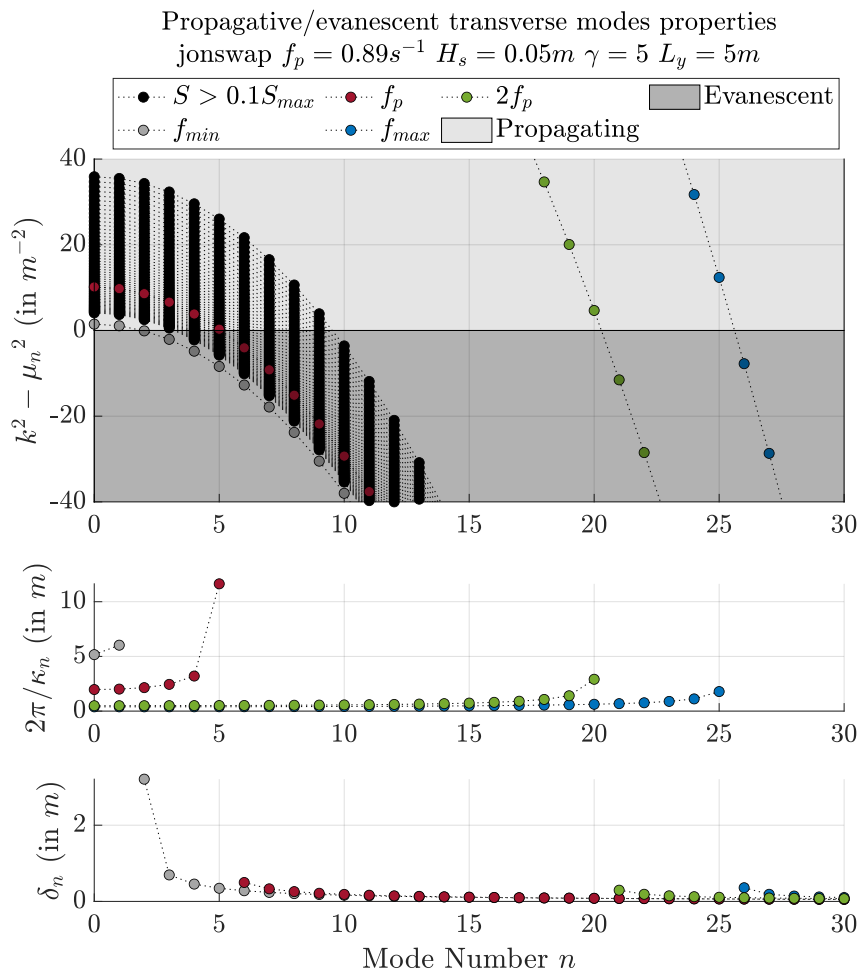 Propagative/evanescent transverse modes properties
jonswap $f_p = 0.89s^{-1}$ $H_s = 0.05m$ $\gamma = 5$ $L_y = 5m$
$S > 0.1S_{max}$ $f_p$ $2f_p$ Evanescent
$f_{min}$ $f_{max}$ Propagating
$k^2 - {\mu_n}^2$ (in $m^{-2}$)
40
20
0
-20
-40
0 5 10 15 20 25 30
$2\pi/\kappa_n$ (in $m$)
10
5
0
0 5 10 15 20 25 30
$\delta_n$ (in $m$)
2
0
0 5 10 15 20 25 30
Mode Number $n$